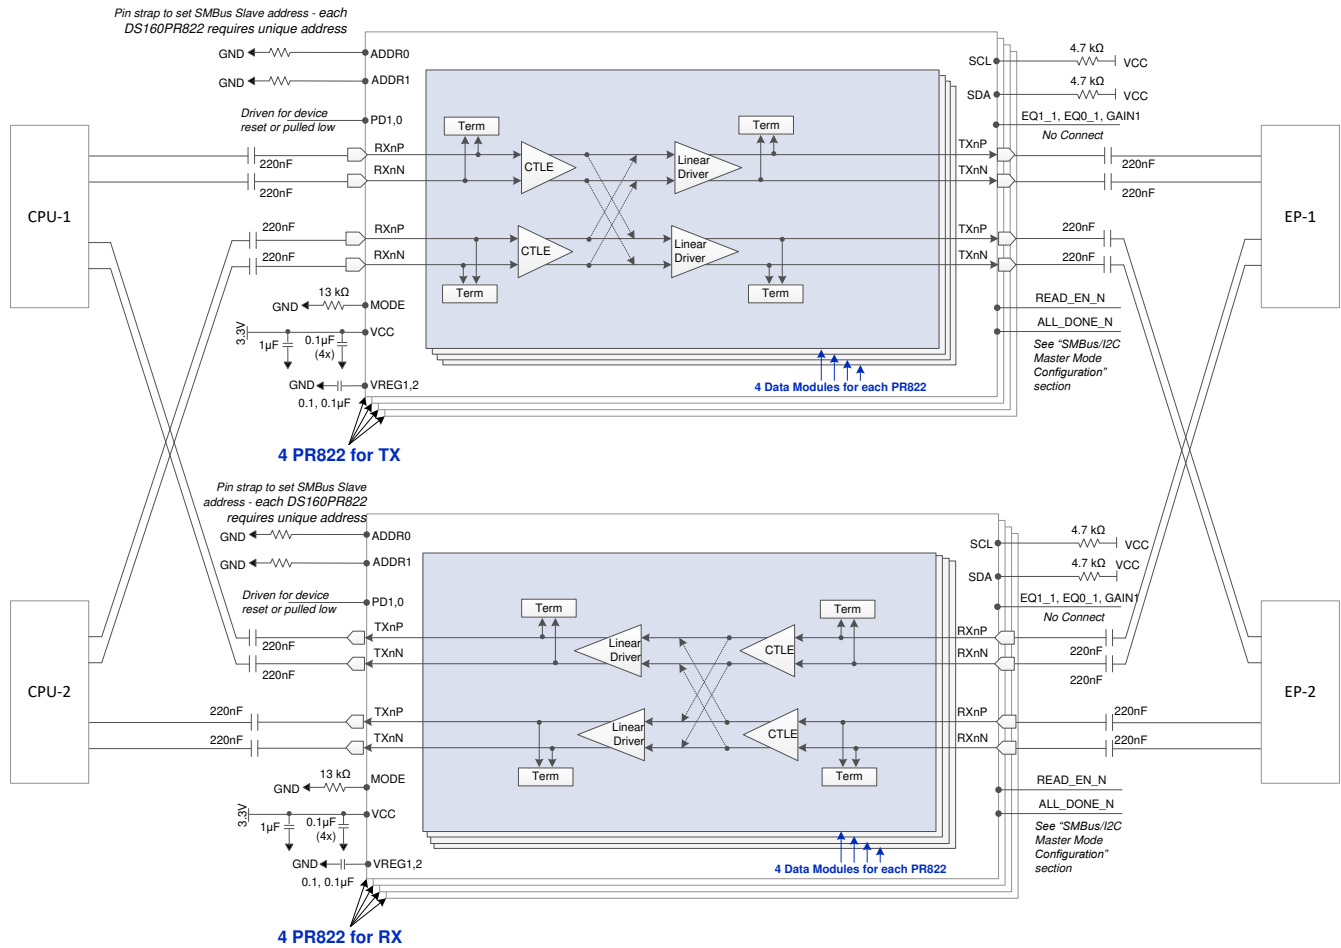 Pin strap to set SMBus Slave address - each
DS160PR822 requires unique address
GND
ADDR0
GND
ADDR1
Driven for device
reset or pulled low
PD1,0
SCL
4.7 kΩ
VCC
SDA
4.7 kΩ
VCC
EQ1_1, EQ0_1, GAIN1
No Connect
CPU-1
220nF
220nF
RXnP
RXnN
Term
CTLE
Linear
Driver
Term
TXnP
TXnN
220nF
220nF
EP-1
220nF
220nF
RXnP
RXnN
Term
CTLE
Linear
Driver
Term
TXnP
TXnN
220nF
220nF
GND
13 kΩ
MODE
3.3V
1µF
0.1µF
(4x)
VCC
GND
VREG1,2
0.1, 0.1µF
READ_EN_N
ALL_DONE_N
See “SMBus/I2C
Master Mode
Configuration”
section
4 Data Modules for each PR822
4 PR822 for TX
Pin strap to set SMBus Slave
address - each DS160PR822
requires unique address
GND
ADDR0
GND
ADDR1
Driven for device
reset or pulled low
PD1,0
SCL
4.7 kΩ
VCC
SDA
4.7 kΩ
VCC
EQ1_1, EQ0_1, GAIN1
No Connect
CPU-2
220nF
220nF
TXnP
TXnN
Term
Linear
Driver
CTLE
Term
RXnP
RXnN
220nF
220nF
EP-2
220nF
220nF
TXnP
TXnN
Term
Linear
Driver
CTLE
Term
RXnP
RXnN
220nF
220nF
GND
13 kΩ
MODE
3.3V
1µF
0.1µF
(4x)
VCC
GND
VREG1,2
0.1, 0.1µF
READ_EN_N
ALL_DONE_N
See “SMBus/I2C
Master Mode
Configuration”
section
4 Data Modules for each PR822
4 PR822 for RX